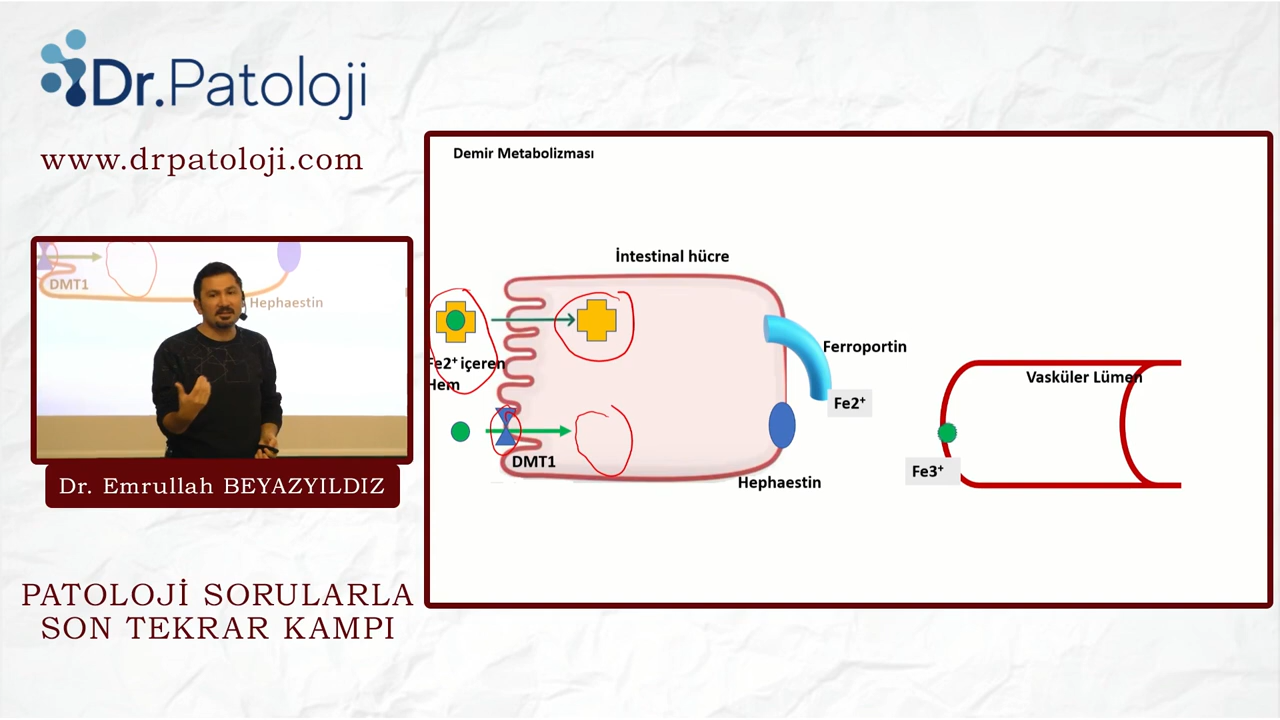 Dr.Patoloji
www.drpatoloji.com
DMT1
Hephaestin
Dr. Emrullah BEYAZYILDIZ
PATOLOJİ SORULARLA
SON TEKRAR KAMPI
Demir Metabolizması
İntestinal hücre
Fe2+ içeren
Hem
DMT1
Ferroportin
Fe2+
Hephaestin
Vasküler Lümen
Fe3+